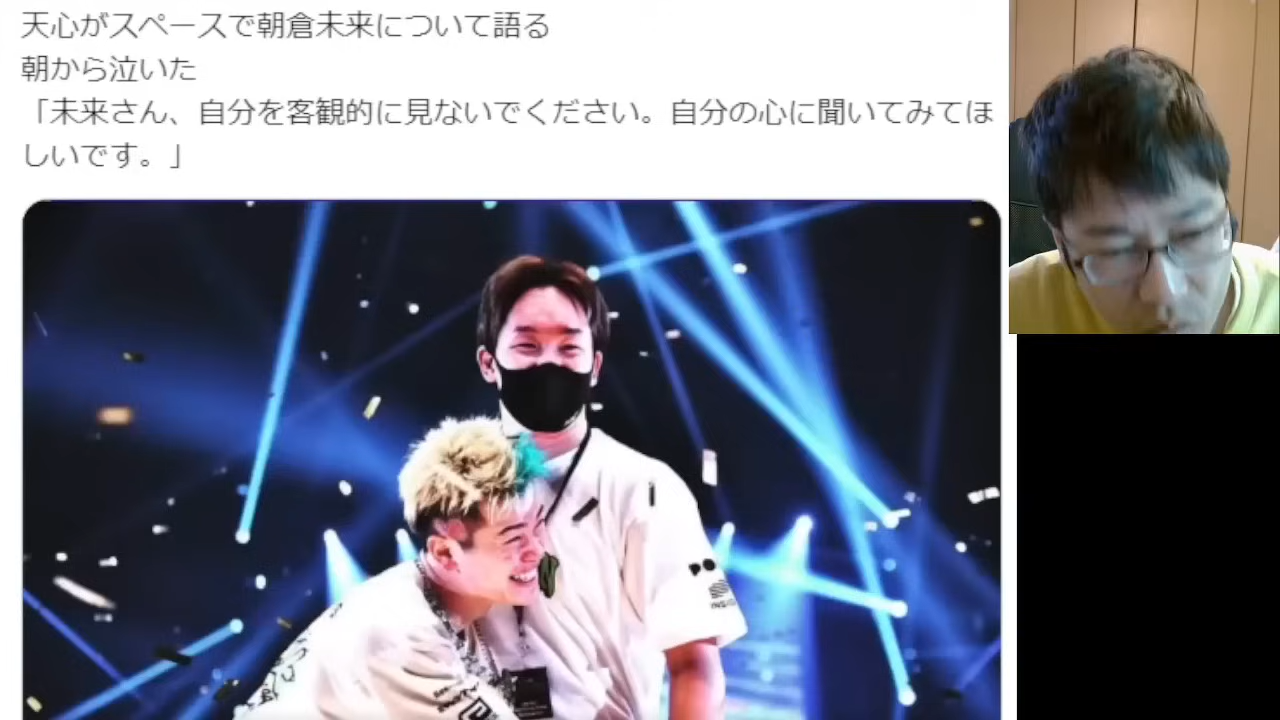 天心がスペースで朝倉未来について語る
朝から泣いた
「未来さん、自分を客観的に見ないでください。自分の心に聞いてみてほ
しいです。」